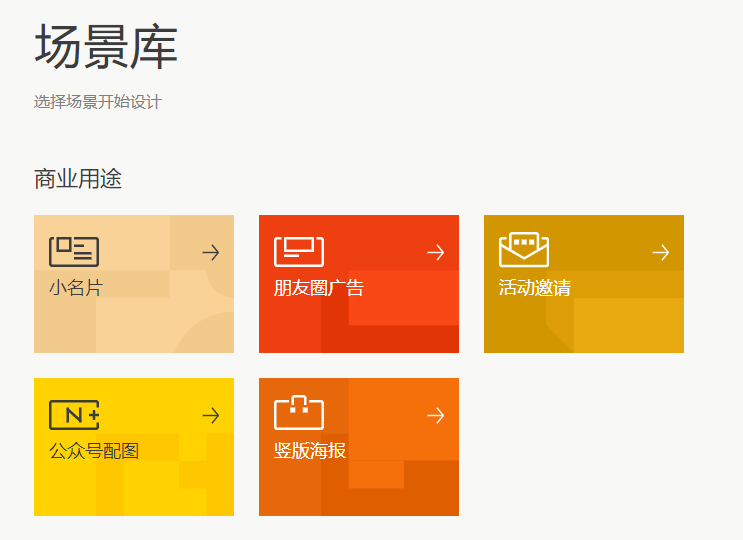 场景库
选择场景开始设计
商业用途
小名片
朋友圈广告
活动邀请
N+
公众号配图
竖版海报